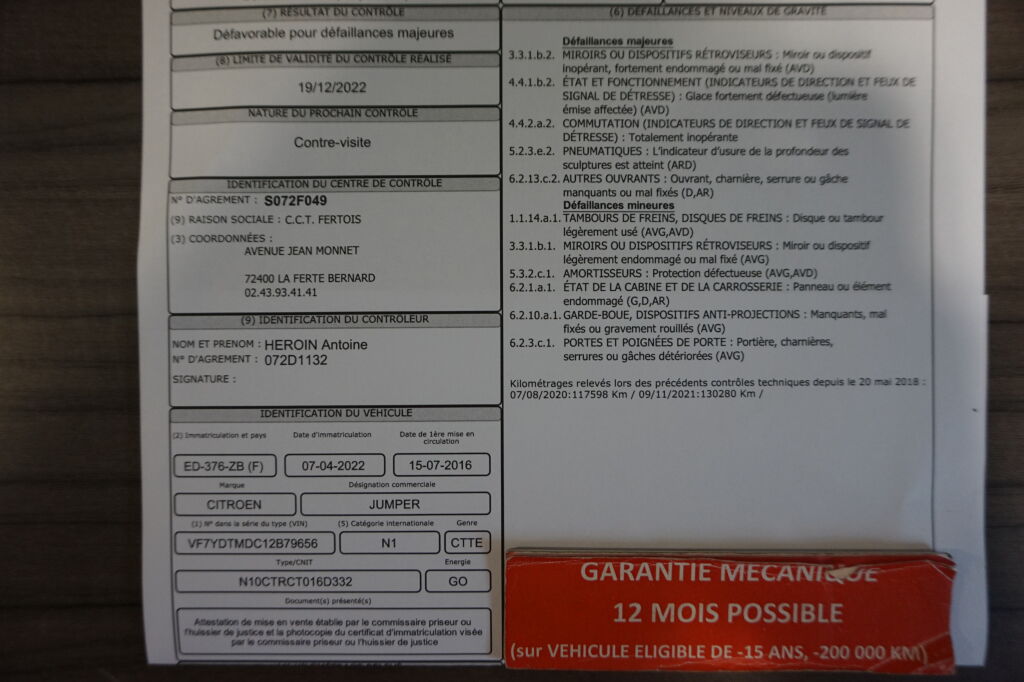 (7) RÉSULTAT DU CONTRÔLE
Défavorable pour défaillances majeures
(8) LIMITE DE VALIDITÉ DU CONTRÔLE RÉALISÉ
19/12/2022
NATURE DU PROCHAIN CONTRÔLE
Contre-visite
IDENTIFICATION DU CENTRE DE CONTRÔLE
N° D'AGREMENT : S072F049
(9) RAISON SOCIALE : C.C.T. FERTOIS
(3) COORDONNÉES :
AVENUE JEAN MONNET
72400 LA FERTE BERNARD
02.43.93.41.41
(9) IDENTIFICATION DU CONTRÔLEUR
NOM ET PRENOM : HEROIN Antoine
N° D'AGREMENT : 072D1132
SIGNATURE :
IDENTIFICATION DU VÉHICULE
(2) Immatriculation et pays Date d'immatriculation Date de 1ère mise en
circulation
ED-376-ZB (F) 07-04-2022 15-07-2016
Marque Désignation commerciale
CITROEN JUMPER
(1) N° dans la série du type (VIN) (5) Catégorie internationale Genre
VF7YDTMDC12B79656 N1 CTTE
Type/CNIT Energie
N10CTRCT016D332 GO
Document(s) présenté(s)
Attestation de mise en vente établie par le commissaire priseur ou
l'huissier de justice et la photocopie du certificat d'immatriculation visée
par le commissaire priseur ou l'huissier de justice
(6) DÉFAILLANCES ET NIVEAUX DE GRAVITÉ
Défaillances majeures
3.3.1.b.2. MIROIRS OU DISPOSITIFS RÉTROVISEURS : Miroir ou dispositif
inopérant, fortement endommagé ou mal fixé (AVD)
4.4.1.b.2. ÉTAT ET FONCTIONNEMENT (INDICATEURS DE DIRECTION ET FEUX DE
SIGNAL DE DÉTRESSE) : Glace fortement défectueuse (lumière
émise affectée) (AVD)
4.4.2.a.2. COMMUTATION (INDICATEURS DE DIRECTION ET FEUX DE SIGNAL DE
DÉTRESSE) : Totalement inopérante
5.2.3.e.2. PNEUMATIQUES : L'indicateur d'usure de la profondeur des
sculptures est atteint (ARD)
6.2.13.c.2. AUTRES OUVRANTS : Ouvrant, charnière, serrure ou gâche
manquants ou mal fixés (D,AR)
Défaillances mineures
1.1.14.a.1. TAMBOURS DE FREINS, DISQUES DE FREINS : Disque ou tambour
légèrement usé (AVG,AVD)
3.3.1.b.1. MIROIRS OU DISPOSITIFS RÉTROVISEURS : Miroir ou dispositif
légèrement endommagé ou mal fixé (AVG)
5.3.2.c.1. AMORTISSEURS : Protection défectueuse (AVG,AVD)
6.2.1.a.1. ÉTAT DE LA CABINE ET DE LA CARROSSERIE : Panneau ou élément
endommagé (G,D,AR)
6.2.10.a.1. GARDE-BOUE, DISPOSITIFS ANTI-PROJECTIONS : Manquants, mal
fixés ou gravement rouillés (AVG)
6.2.3.c.1. PORTES ET POIGNÉES DE PORTE : Portière, charnières,
serrures ou gâches détériorées (AVG)
Kilométrages relevés lors des précédents contrôles techniques depuis le 20 mai 2018 :
07/08/2020:117598 Km / 09/11/2021:130280 Km /
GARANTIE MECANIQUE
12 MOIS POSSIBLE
(sur VEHICULE ELIGIBLE DE -15 ANS, -200 000 KM)